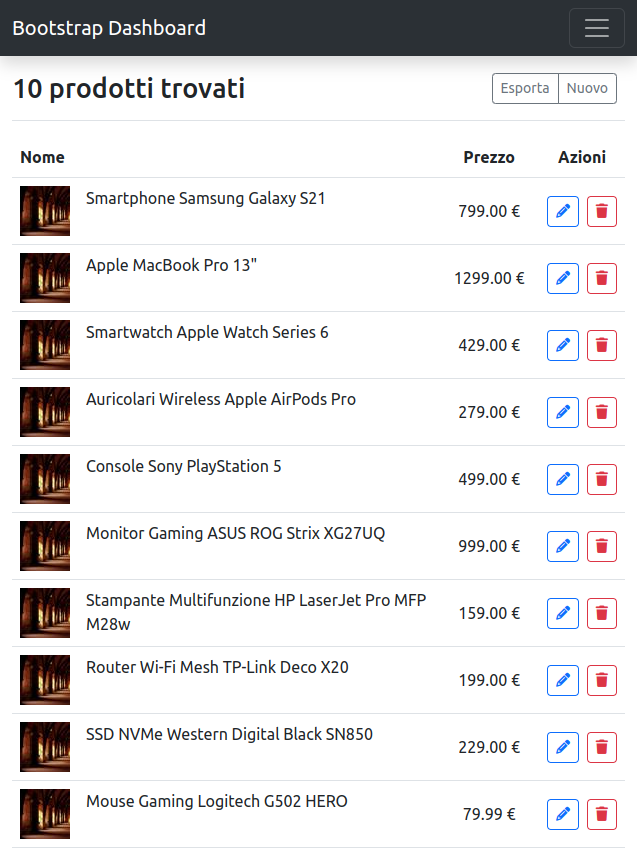 Bootstrap Dashboard
10 prodotti trovati
Esporta Nuovo
Nome Prezzo Azioni
Smartphone Samsung Galaxy S21 799.00 €
Apple MacBook Pro 13" 1299.00 €
Smartwatch Apple Watch Series 6 429.00 €
Auricolari Wireless Apple AirPods Pro 279.00 €
Console Sony PlayStation 5 499.00 €
Monitor Gaming ASUS ROG Strix XG27UQ 999.00 €
Stampante Multifunzione HP LaserJet Pro MFP
M28w 159.00 €
Router Wi-Fi Mesh TP-Link Deco X20 199.00 €
SSD NVMe Western Digital Black SN850 229.00 €
Mouse Gaming Logitech G502 HERO 79.99 €